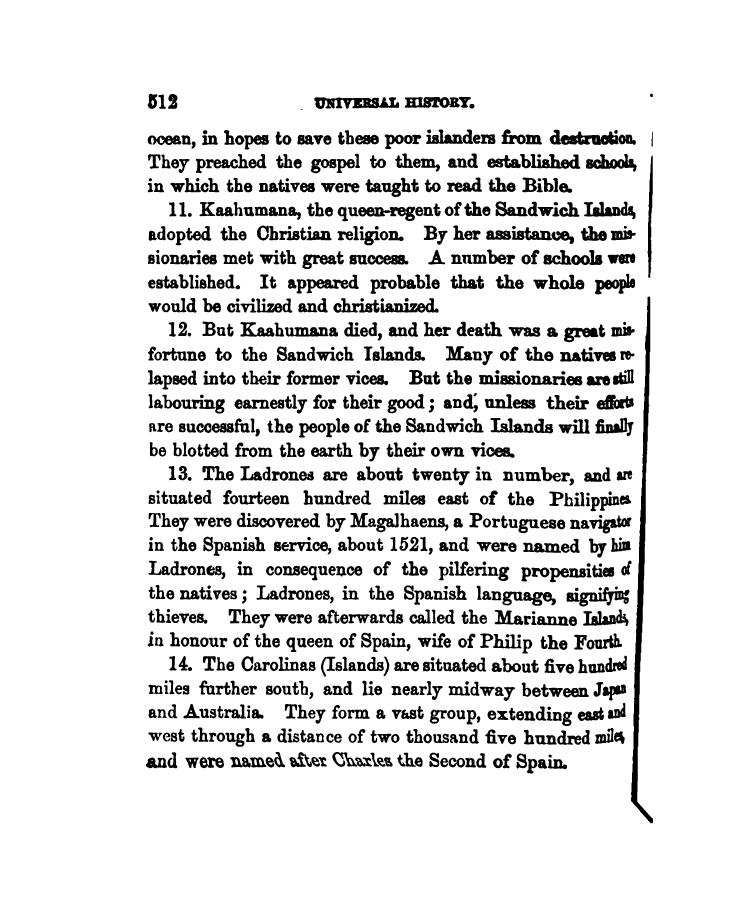 512 UNIVERSAL HISTORY.
ocean, in hopes to save these poor islanders from destruction.
They preached the gospel to them, and established schools,
in which the natives were taught to read the Bible.
11. Kaahumana, the queen-regent of the Sandwich Islands,
adopted the Christian religion. By her assistance, the mis-
sionaries met with great success. A number of schools were
established. It appeared probable that the whole people
would be civilized and christianized.
12. But Kaahumana died, and her death was a great mis-
fortune to the Sandwich Islands. Many of the natives re-
lapsed into their former vices. But the missionaries are still
labouring earnestly for their good; and, unless their efforts
are successful, the people of the Sandwich Islands will finally
be blotted from the earth by their own vices.
13. The Ladrones are about twenty in number, and are
situated fourteen hundred miles east of the Philippines.
They were discovered by Magalhaens, a Portuguese navigator
in the Spanish service, about 1521, and were named by him
Ladrones, in consequence of the pilfering propensities of
the natives; Ladrones, in the Spanish language, signifying
thieves. They were afterwards called the Marianne Islands,
in honour of the queen of Spain, wife of Philip the Fourth.
14. The Carolinas (Islands) are situated about five hundred
miles further south, and lie nearly midway between Japan
and Australia. They form a vast group, extending east and
west through a distance of two thousand five hundred miles,
and were named after Charles the Second of Spain.